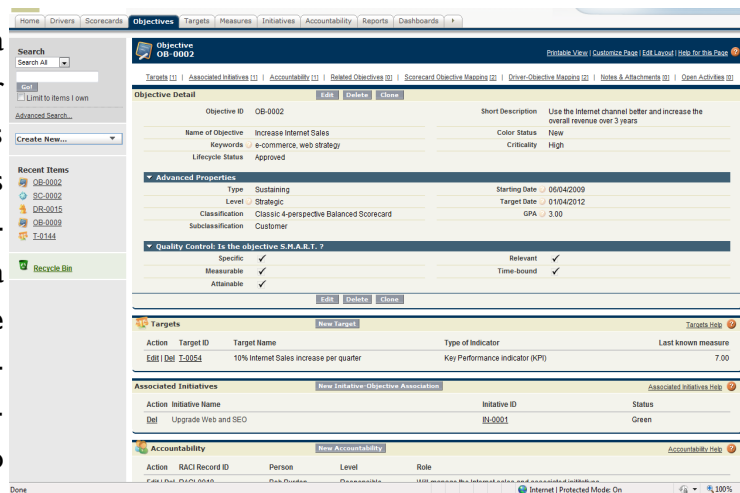 Home Drivers Scorecards Objectives Targets Measures Initiatives Accountability Reports Dashboards
Search
Search All
Go!
Limit to items I own
Advanced Search...
Create New...
Recent Items
OB-0002
SC-0002
DR-0015
OB-0009
T-0144
Recycle Bin
Objective
OB-0002
Printable View | Customize Page | Edit Layout | Help for this Page
Targets [1] | Associated Initiatives [1] | Accountability [1] | Related Objectives [0] | Scorecard Objective Mapping [2] | Driver-Objective Mapping [2] | Notes & Attachments [0] | Open Activities [0]
Objective Detail Edit Delete Clone
Objective ID OB-0002 Short Description Use the Internet channel better and increase the
overall revenue over 3 years
Name of Objective Increase Internet Sales Color Status New
Keywords e-commerce, web strategy Criticality High
Lifecycle Status Approved
Advanced Properties
Type Sustaining Starting Date 06/04/2009
Level Strategic Target Date 01/04/2012
Classification Classic 4-perspective Balanced Scorecard GPA 3.00
Subclassification Customer
Quality Control: Is the objective S.M.A.R.T. ?
Specific ✓ Relevant ✓
Measurable ✓ Time-bound ✓
Attainable ✓
Edit Delete Clone
Targets New Target Targets Help
Action Target ID Target Name Type of Indicator Last known measure
Edit | Del T-0054 10% Internet Sales increase per quarter Key Performance Indicator (KPI) 7.00
Associated Initiatives New Initiative-Objective Association Associated Initiatives Help
Action Initiative Name Initative ID Status
Del Upgrade Web and SEO IN-0001 Green
Accountability New Accountability Accountability Help
Action RACI Record ID Person Level Role
Done Internet | Protected Mode: On 100%